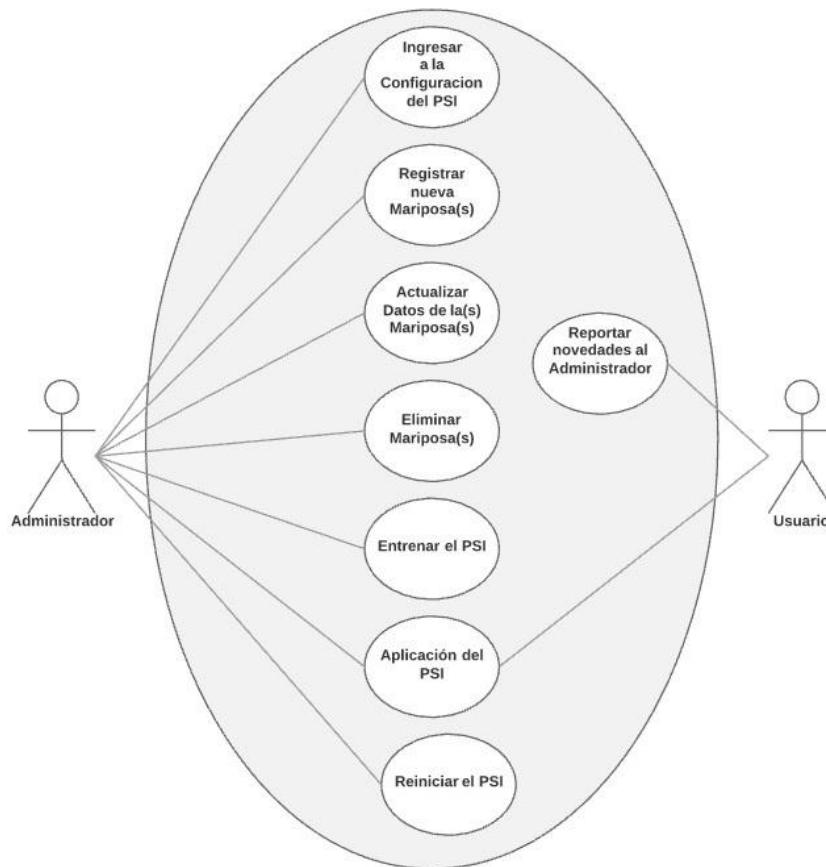 Ingresar
a la
Configuracion
del PSI
Registrar
nueva
Mariposa(s)
Actualizar
Datos de la(s)
Mariposa(s)
Reportar
novedades al
Administrador
Eliminar
Mariposa(s)
Administrador
Usuario
Entrenar el PSI
Aplicación del
PSI
Reiniciar el PSI